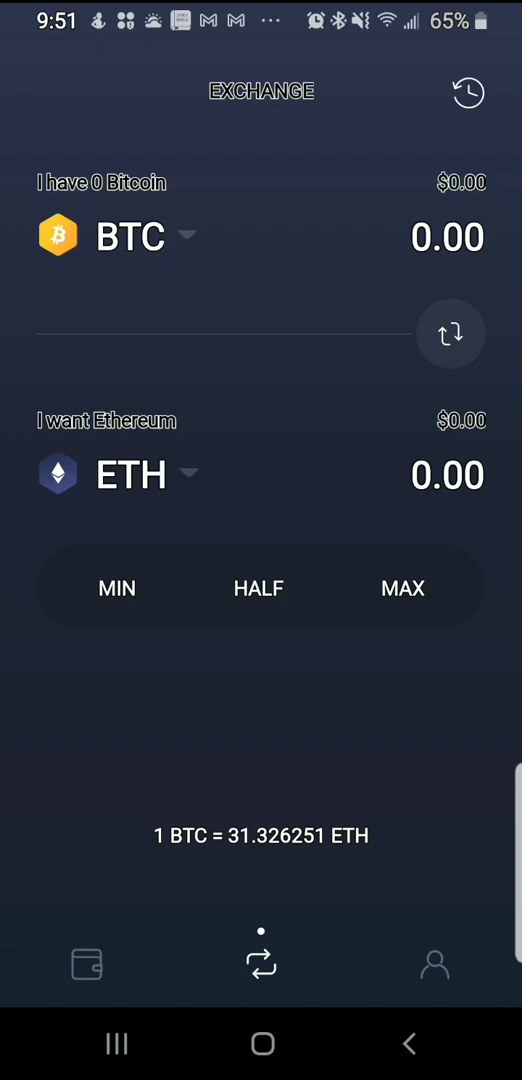 9:51
65%
EXCHANGE
I have 0 Bitcoin $0.00
BTC 0.00
I want Ethereum $0.00
ETH 0.00
MIN HALF MAX
1 BTC = 31.326251 ETH